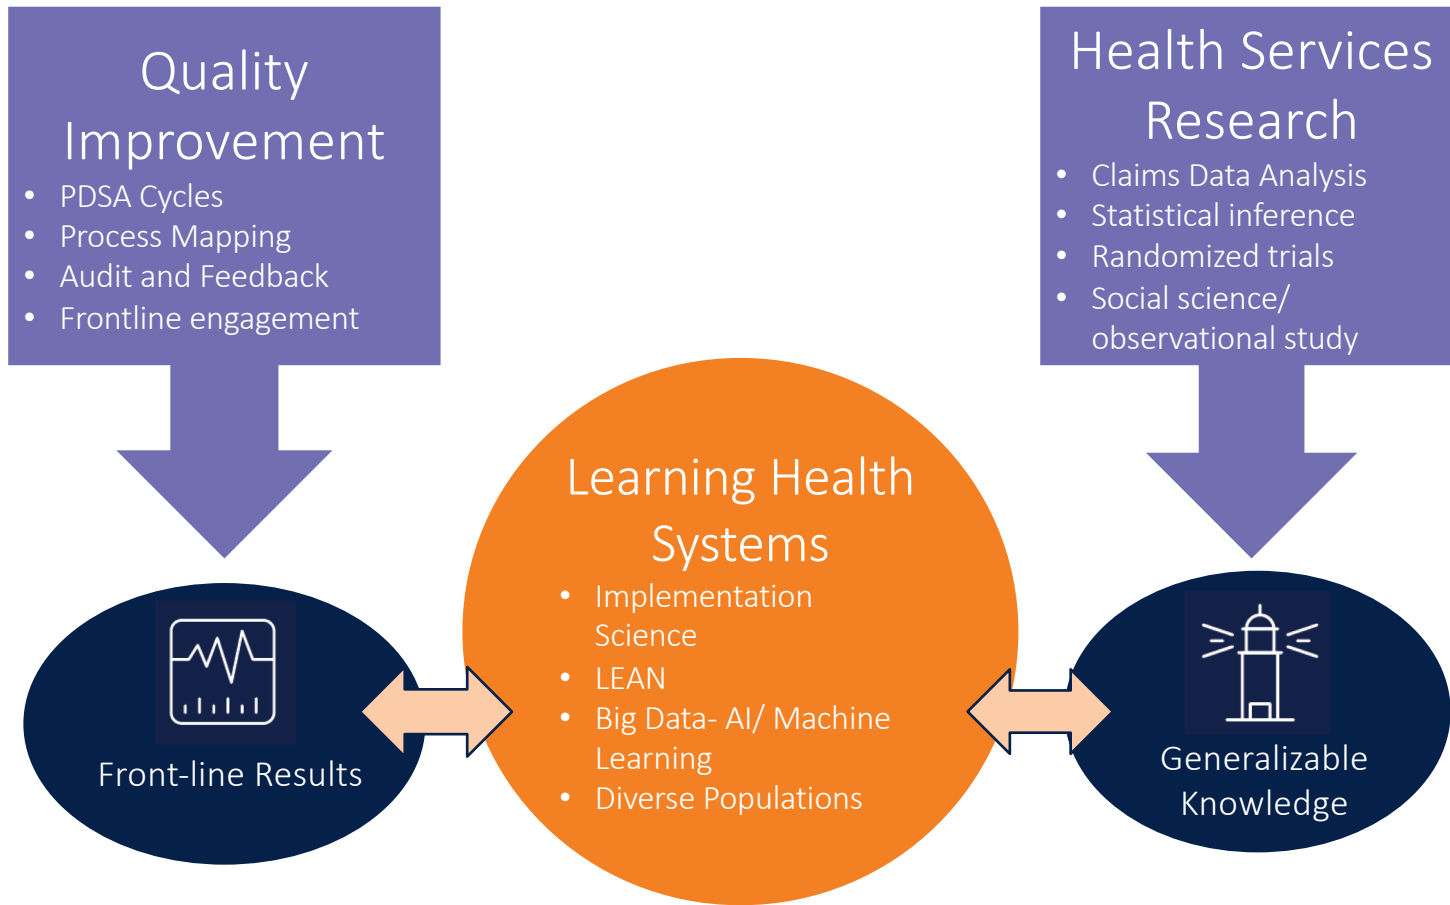 Quality
Improvement
• PDSA Cycles
• Process Mapping
• Audit and Feedback
• Frontline engagement
Health Services
Research
• Claims Data Analysis
• Statistical inference
• Randomized trials
• Social science/
observational study
Learning Health
Systems
• Implementation
Science
• LEAN
• Big Data- AI/ Machine
Learning
• Diverse Populations
Front-line Results
Generalizable
Knowledge